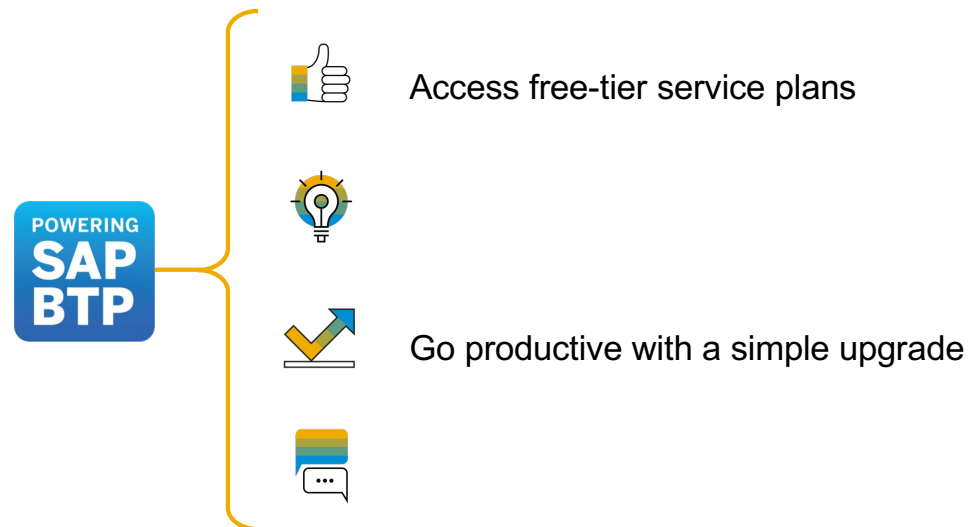 Access free-tier service plans
POWERING
SAP
BTP
Go productive with a simple upgrade